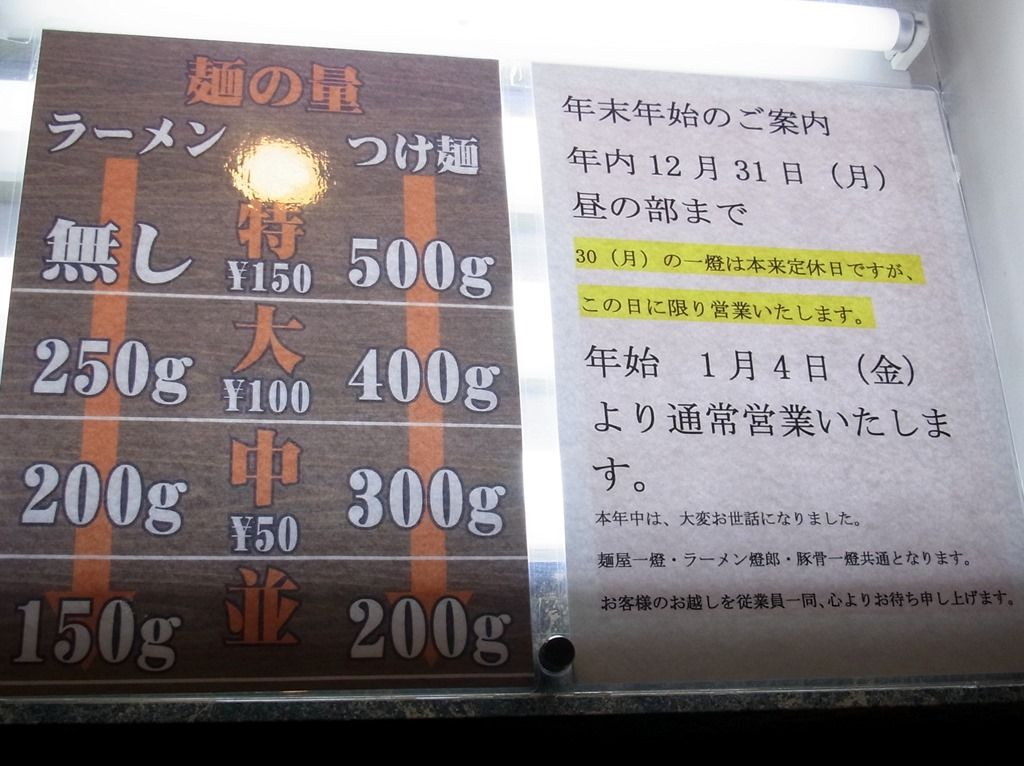 麺の量
ラーメン つけ麺
無し 特 ¥150 500g
250g 大 ¥100 400g
200g 中 ¥50 300g
150g 並 200g
年末年始のご案内
年内12月31日（月）
昼の部まで
30（月）の一燈は本来定休日ですが、
この日に限り営業いたします。
年始　1月4日（金）
より通常営業いたしま
す。
本年中は、大変お世話になりました。
麺屋一燈・ラーメン燈郎・豚骨一燈共通となります。
お客様のお越しを従業員一同、心よりお待ち申し上げます。